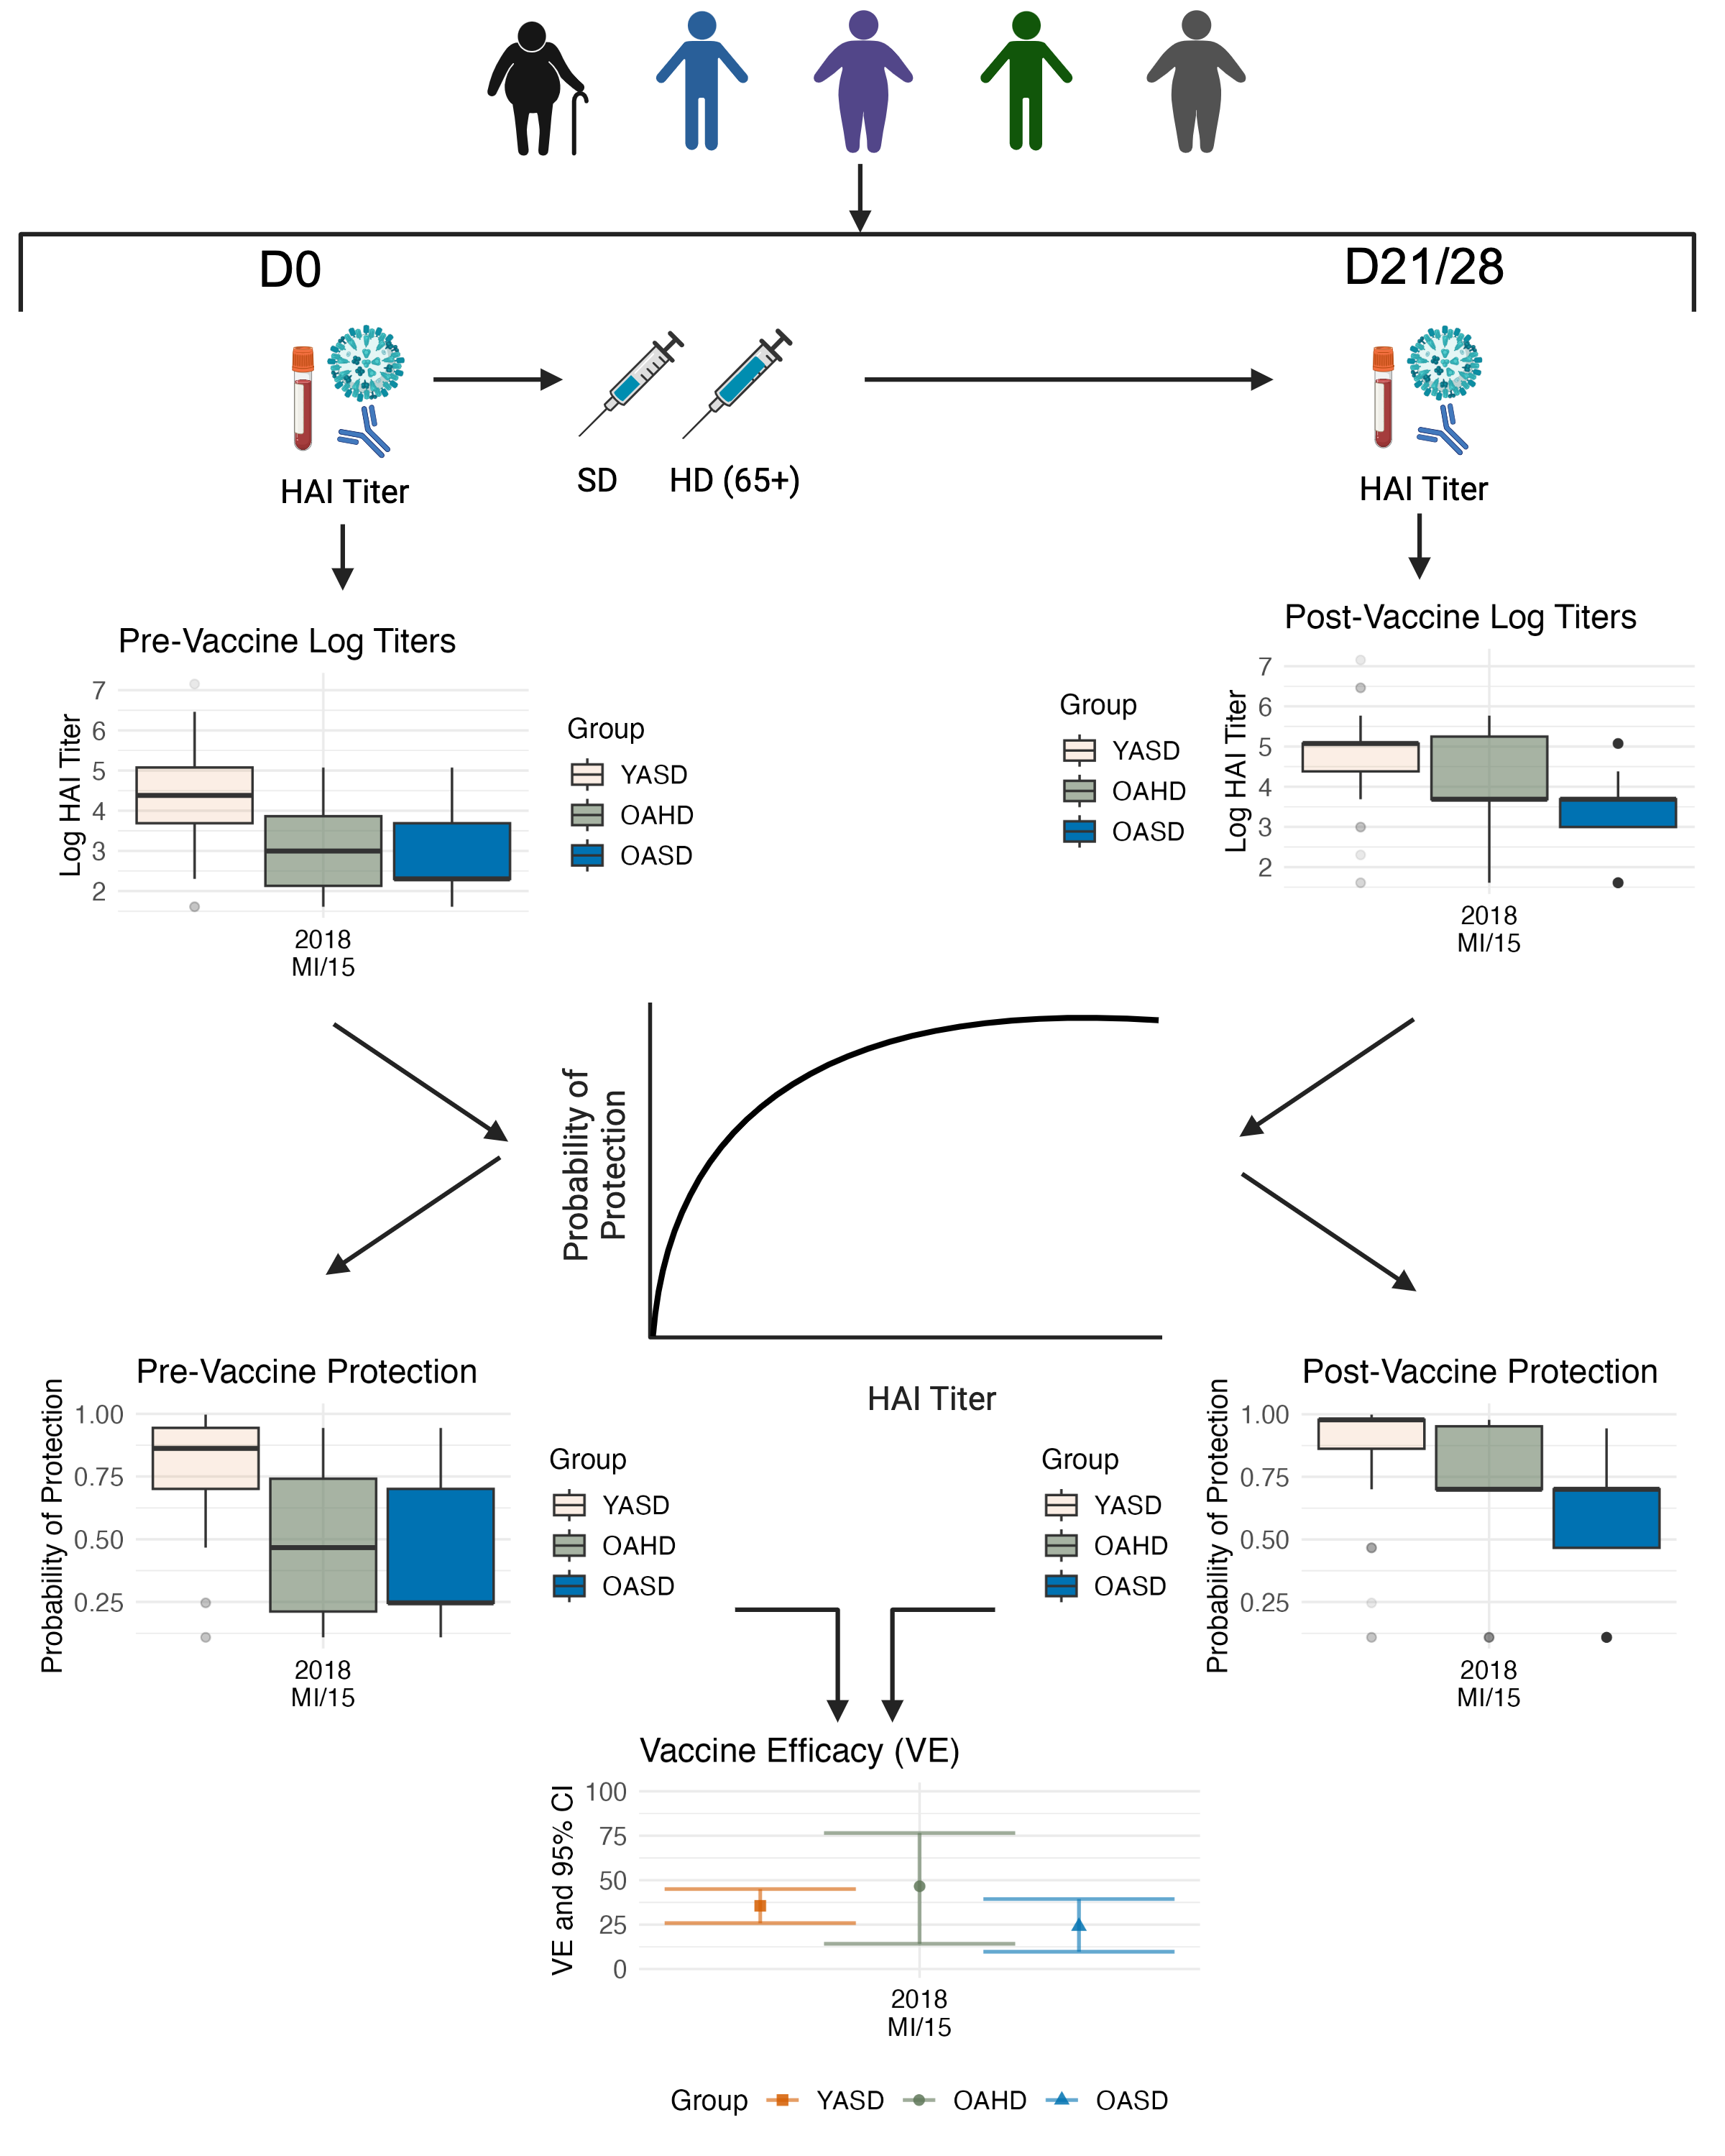 D0
D21/28
HAI Titer
SD
HD (65+)
HAI Titer
Pre-Vaccine Log Titers
Log HAI Titer
7
6
5
4
3
2
2018
MI/15
Group
YASD
OAHD
OASD
Post-Vaccine Log Titers
Group
YASD
OAHD
OASD
Log HAI Titer
7
6
5
4
3
2
2018
MI/15
Probability of
Protection
HAI Titer
Pre-Vaccine Protection
Probability of Protection
1.00
0.75
0.50
0.25
2018
MI/15
Group
YASD
OAHD
OASD
Post-Vaccine Protection
Group
YASD
OAHD
OASD
Probability of Protection
1.00
0.75
0.50
0.25
2018
MI/15
Vaccine Efficacy (VE)
VE and 95% CI
100
75
50
25
0
2018
MI/15
Group YASD OAHD OASD